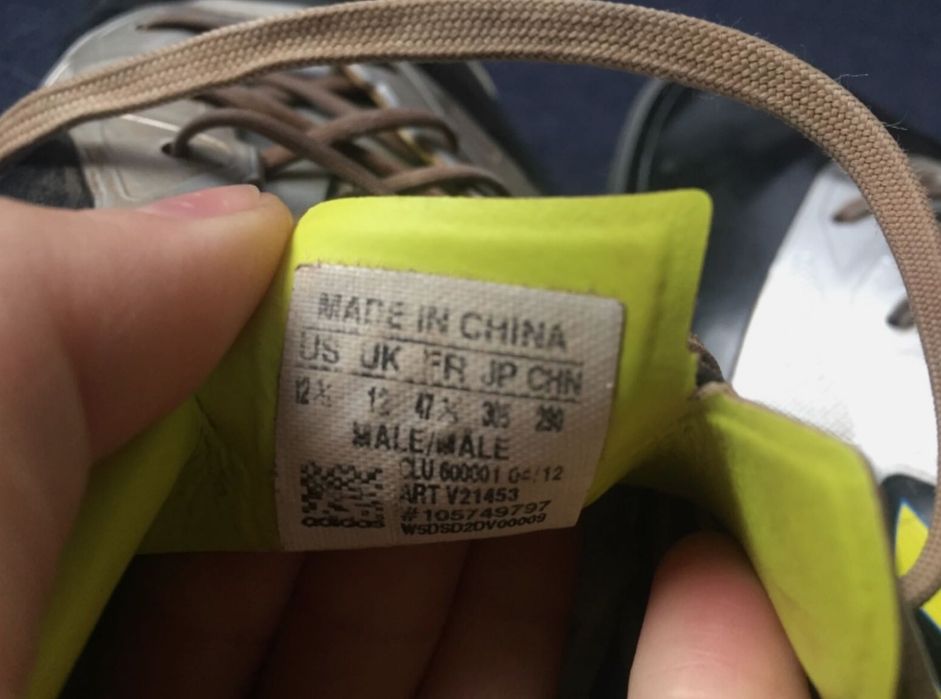 MADE IN CHINA
US UK FR JP CHN
12½ 12 47⅓ 305 290
MALE/MALE
CLU 600001 04/12
ART V21453
#105749797
adidas W5DSD2DV00009